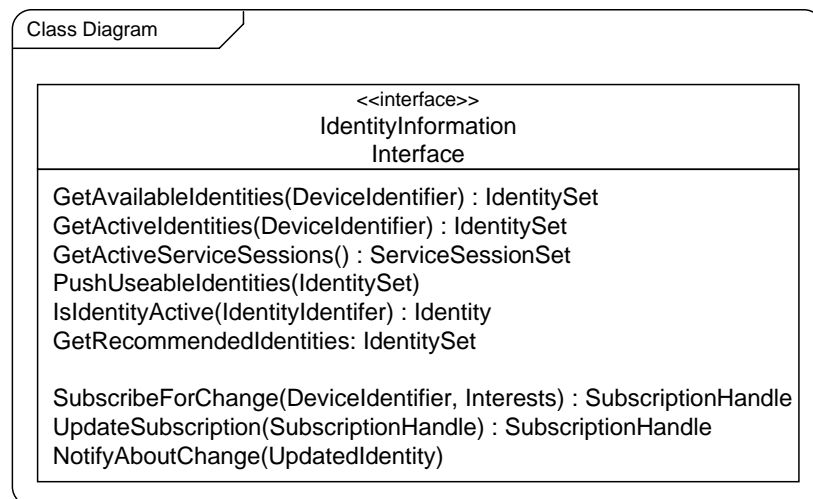 Class Diagram
<<interface>>
IdentityInformation
Interface
GetAvailableIdentities(DeviceIdentifier) : IdentitySet
GetActiveIdentities(DeviceIdentifier) : IdentitySet
GetActiveServiceSessions() : ServiceSessionSet
PushUseableIdentities(IdentitySet)
IsIdentityActive(IdentityIdentifer) : Identity
GetRecommendedIdentities: IdentitySet
SubscribeForChange(DeviceIdentifier, Interests) : SubscriptionHandle
UpdateSubscription(SubscriptionHandle) : SubscriptionHandle
NotifyAboutChange(UpdatedIdentity)